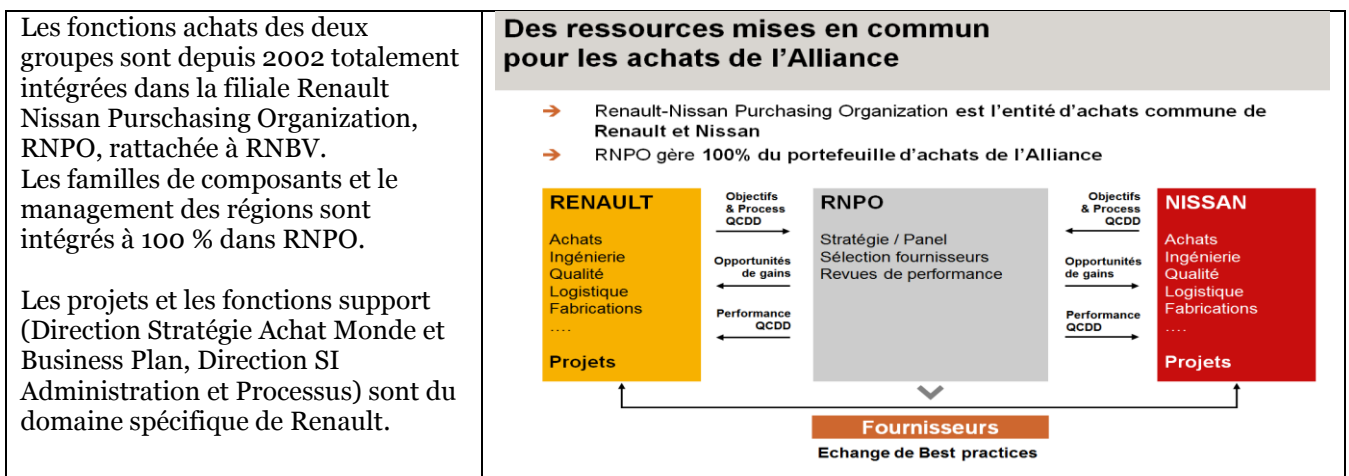 Les fonctions achats des deux
groupes sont depuis 2002 totalement
intégrées dans la filiale Renault
Nissan Purschasing Organization,
RNPO, rattachée à RNBV.
Les familles de composants et le
management des régions sont
intégrés à 100 % dans RNPO.
Les projets et les fonctions support
(Direction Stratégie Achat Monde et
Business Plan, Direction SI
Administration et Processus) sont du
domaine spécifique de Renault.
Des ressources mises en commun
pour les achats de l’Alliance
Renault-Nissan Purchasing Organization est l’entité d’achats commune de
Renault et Nissan
RNPO gère 100% du portefeuille d’achats de l’Alliance
RENAULT
Achats
Ingénierie
Qualité
Logistique
Fabrications
....
Projets
Objectifs
& Process
QCDD
Opportunités
de gains
Performance
QCDD
RNPO
Stratégie / Panel
Sélection fournisseurs
Revues de performance
Objectifs
& Process
QCDD
Opportunités
de gains
Performance
QCDD
NISSAN
Achats
Ingénierie
Qualité
Logistique
Fabrications
....
Projets
Fournisseurs
Echange de Best practices